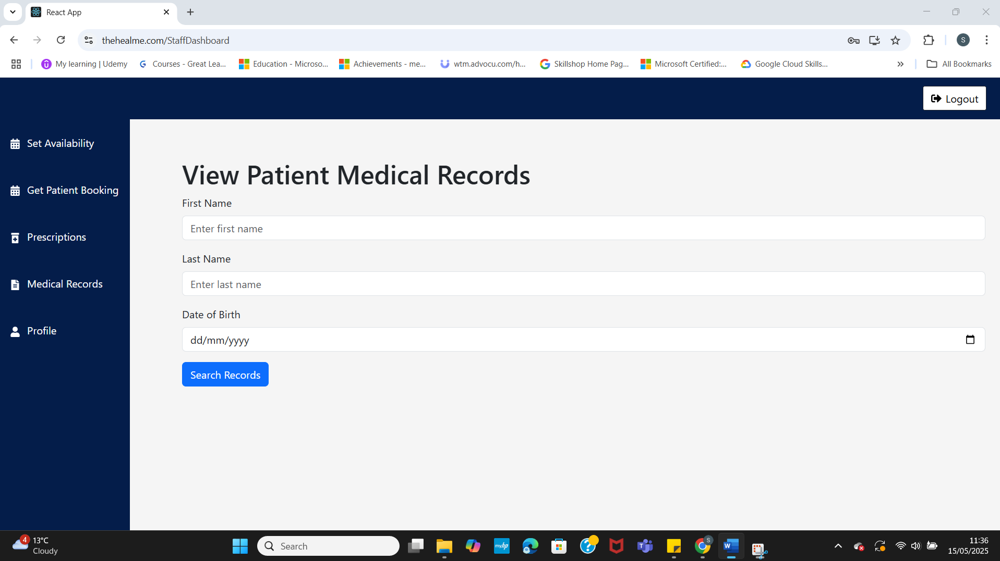 React App
thehealme.com/StaffDashboard
S
My learning | Udemy
Courses - Great Lea...
Education - Microso...
Achievements - me...
wtm.advocu.com/h...
Skillshop Home Pag...
Microsoft Certified:...
Google Cloud Skills...
All Bookmarks
Logout
Set Availability
Get Patient Booking
Prescriptions
Medical Records
Profile
View Patient Medical Records
First Name
Enter first name
Last Name
Enter last name
Date of Birth
dd/mm/yyyy
Search Records
4
13°C
Cloudy
Search
myhp
S
W
11:36
15/05/2025